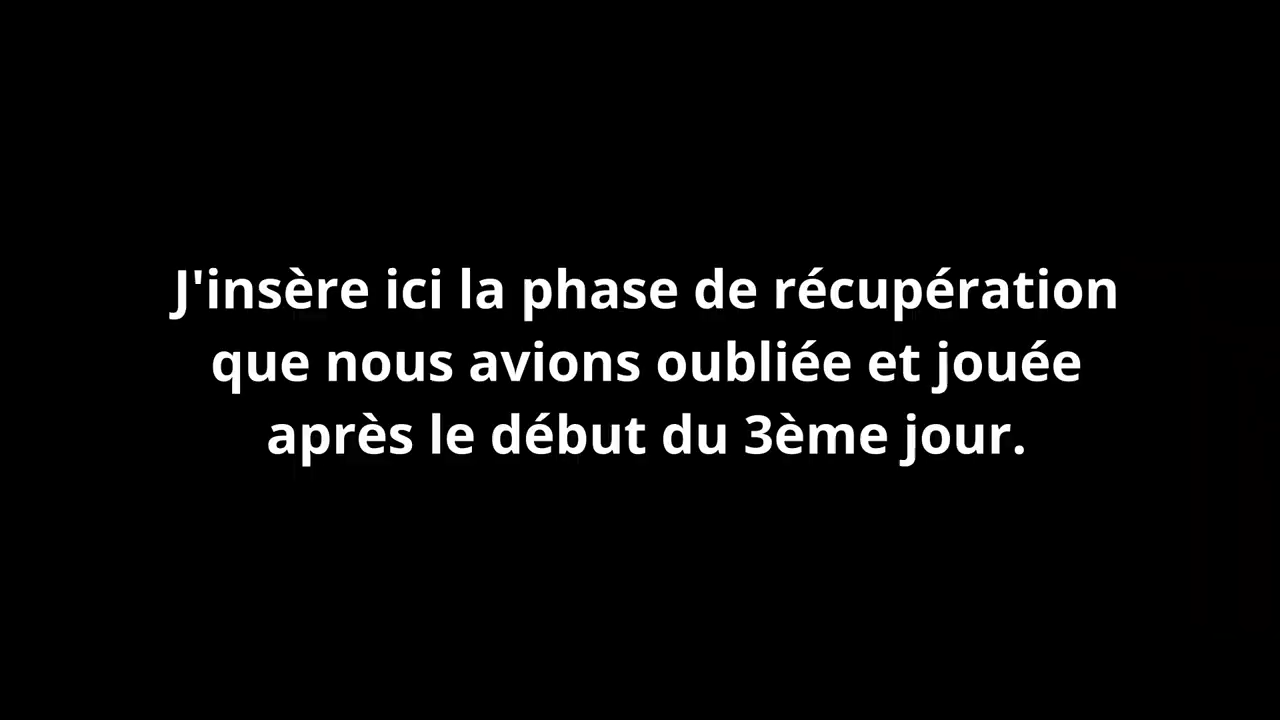 J'insère ici la phase de récupération
que nous avions oubliée et jouée
après le début du 3ème jour.